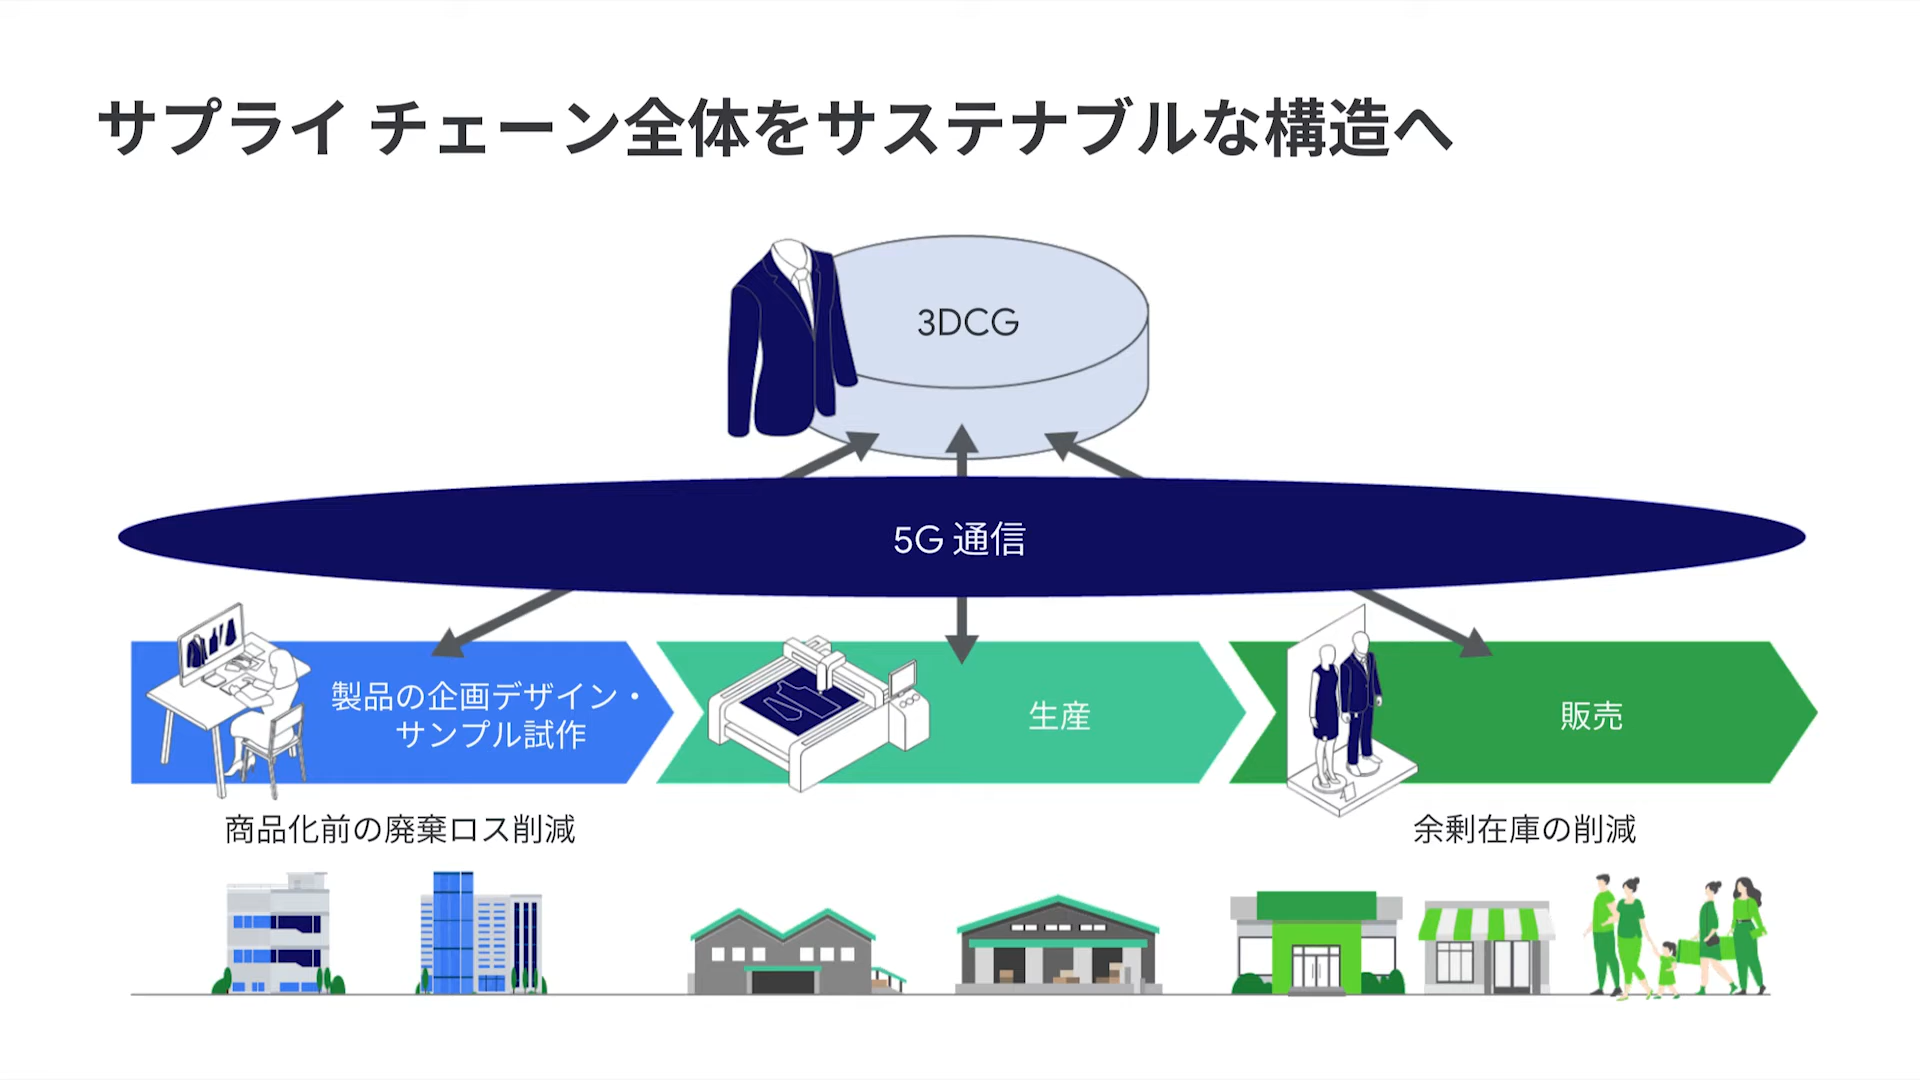 サプライ チェーン全体をサステナブルな構造へ
3DCG
5G 通信
製品の企画デザイン・
サンプル試作
生産
販売
商品化前の廃棄ロス削減
余剰在庫の削減